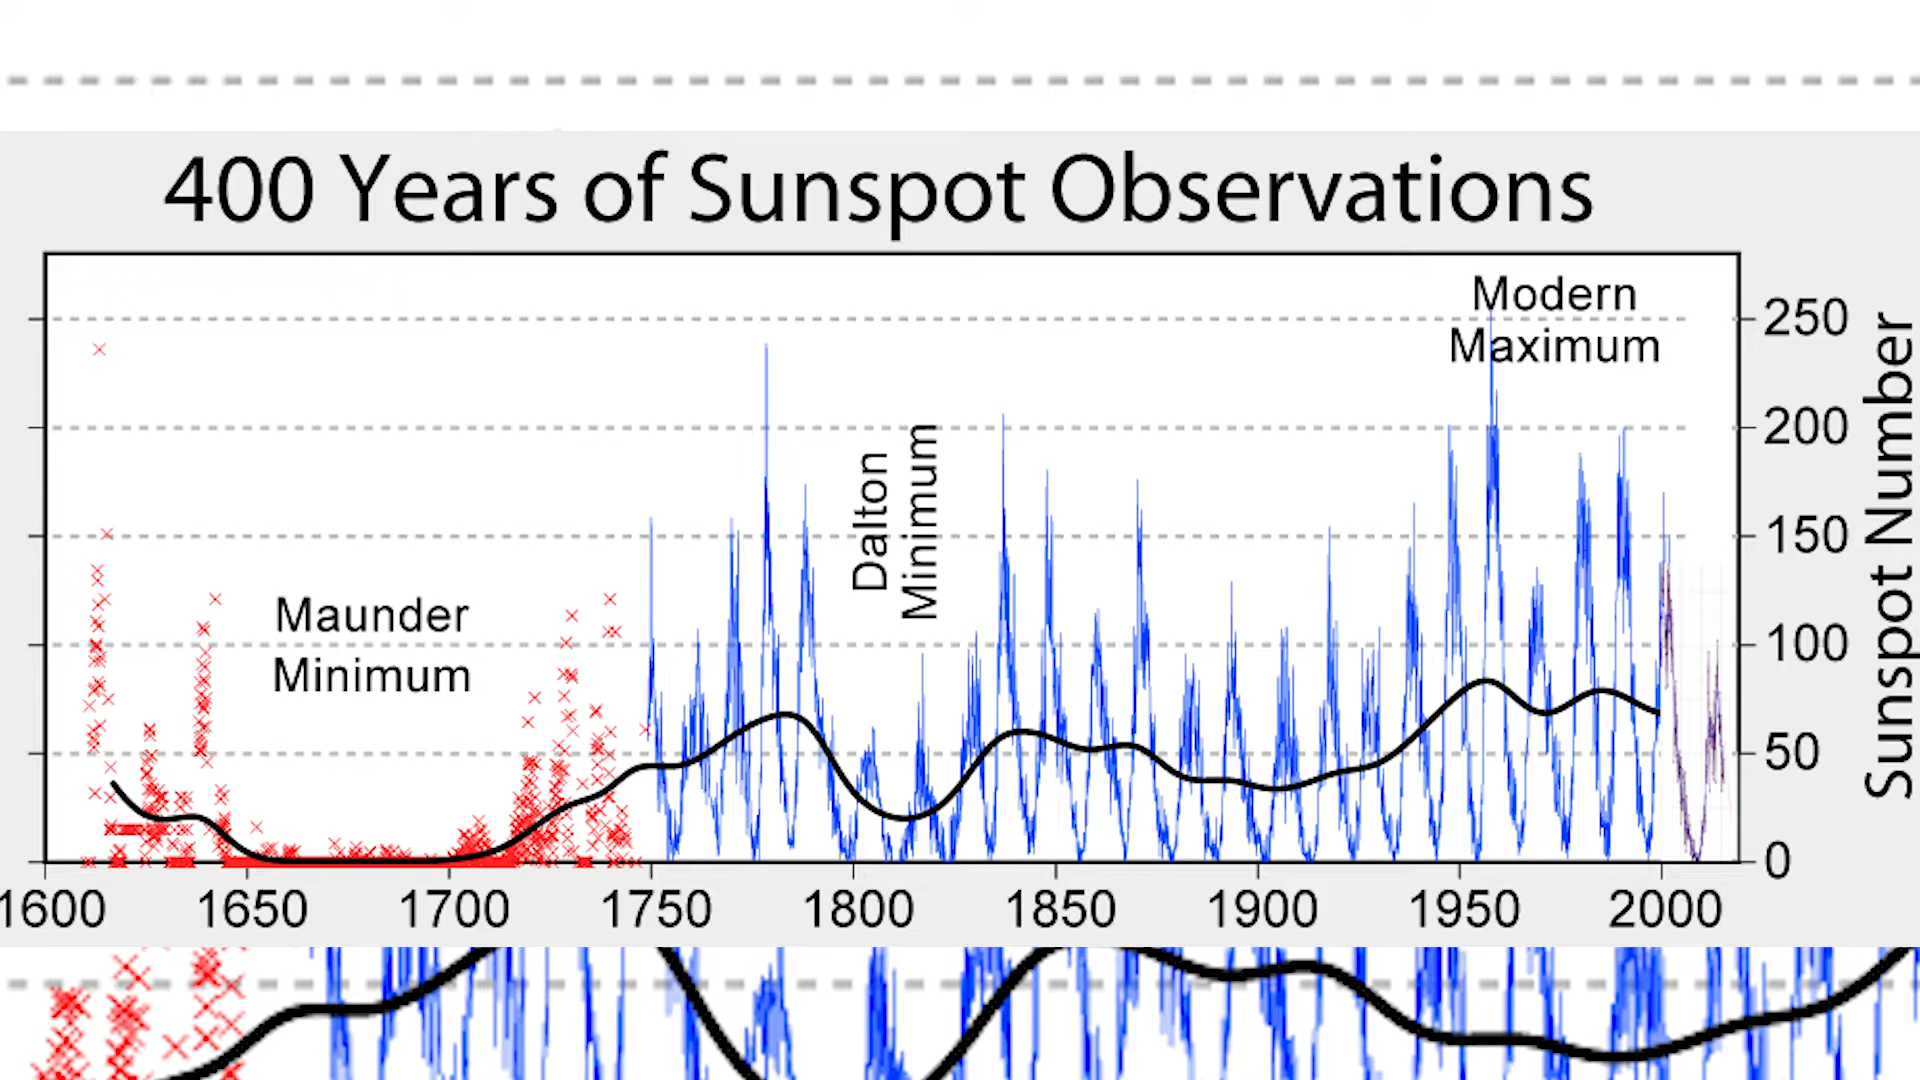 400 Years of Sunspot Observations
Modern
Maximum
Dalton
Minimum
Maunder
Minimum
250
200
150
100
50
0
Sunspot Number
1600
1650
1700
1750
1800
1850
1900
1950
2000